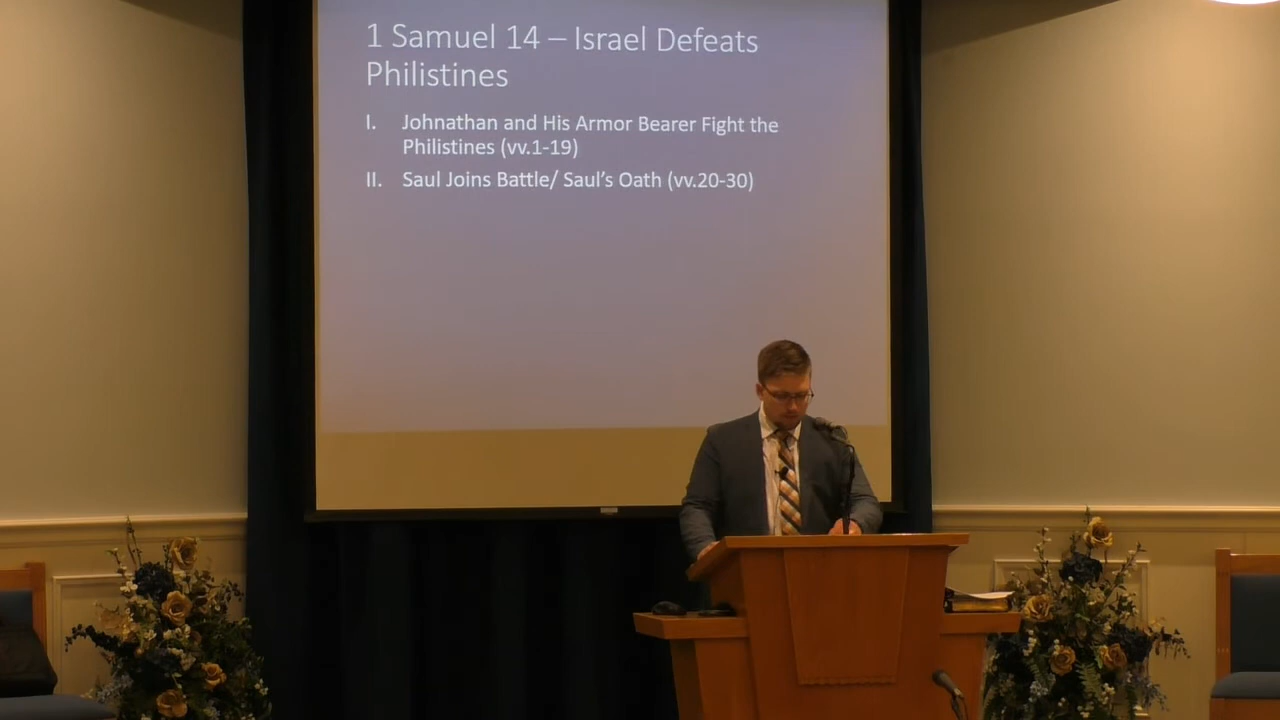 1 Samuel 14 – Israel Defeats
Philistines
I. Johnathan and His Armor Bearer Fight the
Philistines (vv.1-19)
II. Saul Joins Battle/ Saul's Oath (vv.20-30)